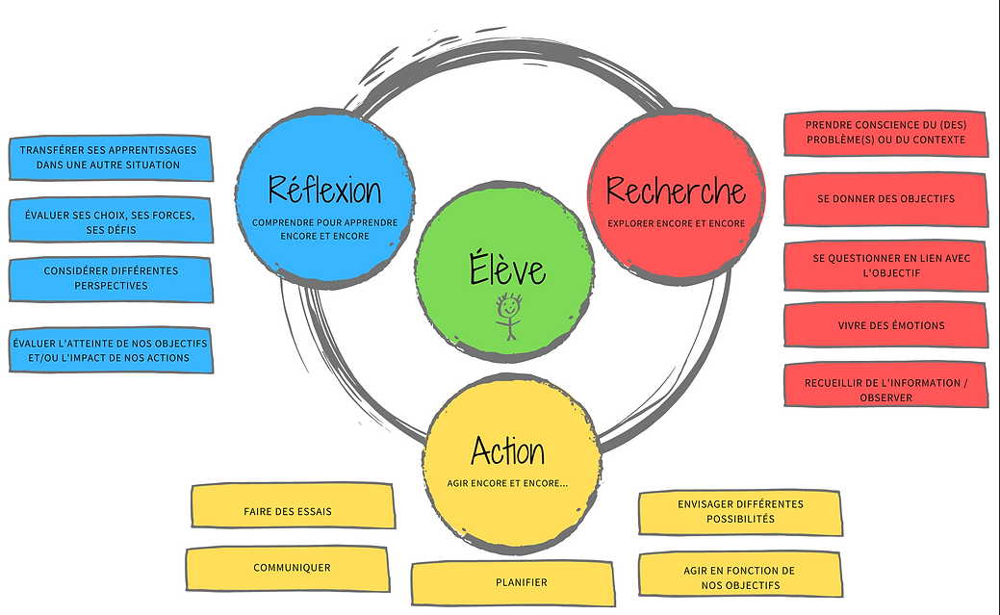 TRANSFÉRER SES APPRENTISSAGES
DANS UNE AUTRE SITUATION
ÉVALUER SES CHOIX, SES FORCES,
SES DÉFIS
CONSIDÉRER DIFFÉRENTES
PERSPECTIVES
ÉVALUER L'ATTEINTE DE NOS OBJECTIFS
ET/OU L'IMPACT DE NOS ACTIONS
Réflexion
COMPRENDRE POUR APPRENDRE
ENCORE ET ENCORE
Élève
Recherche
EXPLORER ENCORE ET ENCORE
PRENDRE CONSCIENCE DU (DES)
PROBLÈME(S) OU DU CONTEXTE
SE DONNER DES OBJECTIFS
SE QUESTIONNER EN LIEN AVEC
L'OBJECTIF
VIVRE DES ÉMOTIONS
RECUEILLIR DE L'INFORMATION /
OBSERVER
Action
AGIR ENCORE ET ENCORE...
FAIRE DES ESSAIS
COMMUNIQUER
PLANIFIER
ENVISAGER DIFFÉRENTES
POSSIBILITÉS
AGIR EN FONCTION DE
NOS OBJECTIFS